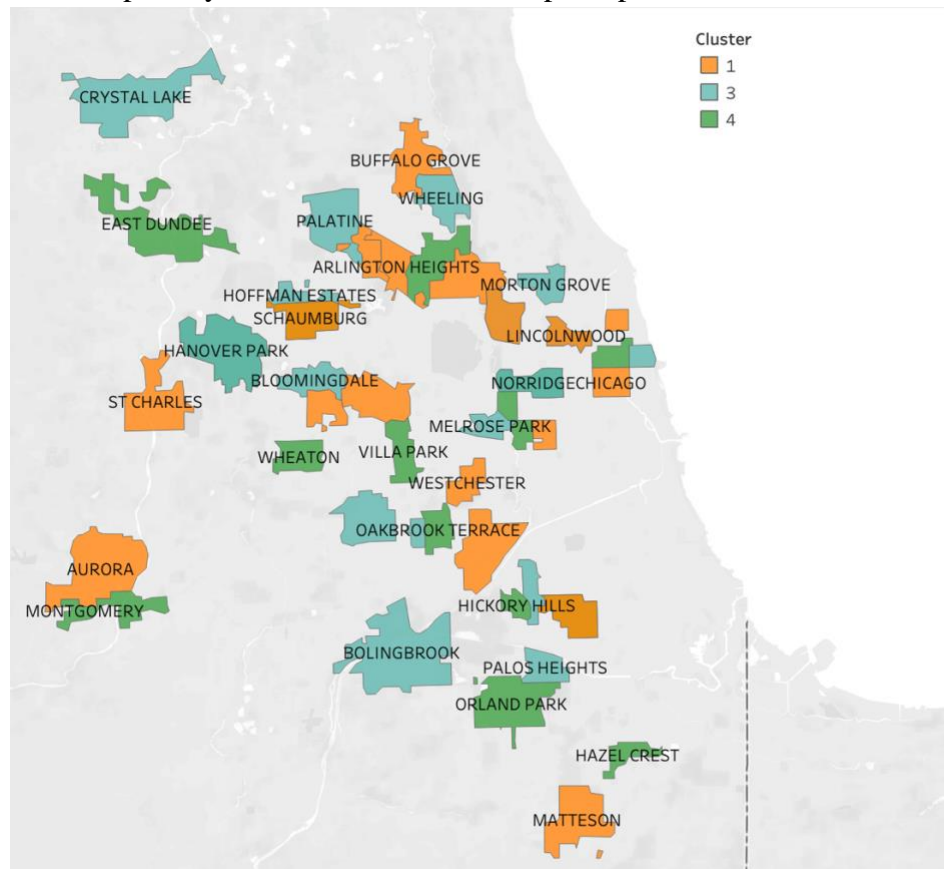 Cluster
1
3
4
CRYSTAL LAKE
BUFFALO GROVE
WHEELING
EAST DUNDEE
PALATINE
ARLINGTON HEIGHTS
MORTON GROVE
HOFFMAN ESTATES
SCHAUMBURG
LINCOLNWOOD
HANOVER PARK
BLOOMINGDALE
NORRIDGE
CHICAGO
ST CHARLES
MELROSE PARK
VILLA PARK
WHEATON
WESTCHESTER
OAKBROOK TERRACE
AURORA
MONTGOMERY
HICKORY HILLS
BOLINGBROOK
PALOS HEIGHTS
ORLAND PARK
HAZEL CREST
MATTESON